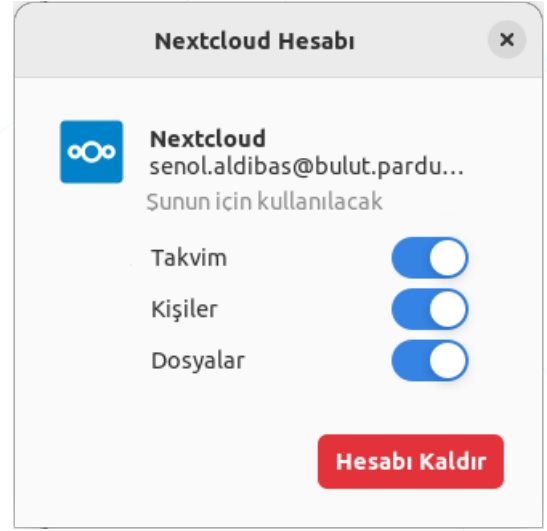 Nextcloud Hesabı
Nextcloud
senol.aldibas@bulut.pardu...
Şunun için kullanılacak
Takvim
Kişiler
Dosyalar
Hesabı Kaldır